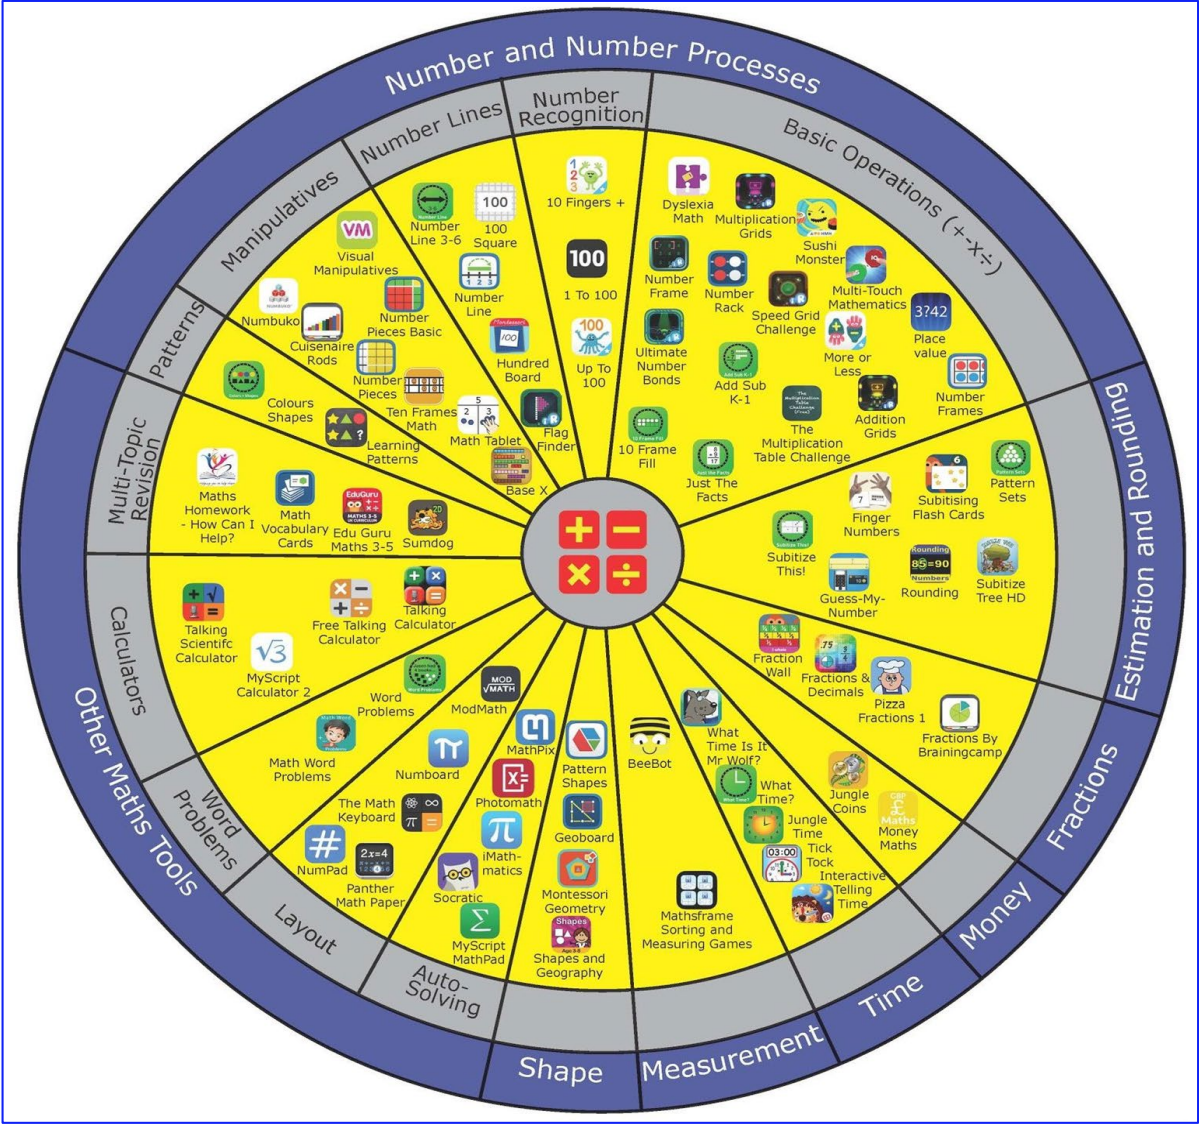 Number and Number Processes
Number Lines
Number
Recognition
Basic Operations (+-x÷)
Manipulatives
Patterns
Multi-Topic
Revision
Calculators
Word
Problems
Layout
Auto-
Solving
Other Maths Tools
Shape
Measurement
Time
Money
Fractions
Estimation and Rounding
10 Fingers +
100
1 To 100
100
Up To
100
Number
Line 3-6
100
100
Square
Number
Line
Hundred
Board
Flag
Finder
VM
Visual
Manipulatives
Numbuko
Cuisenaire
Rods
Number
Pieces Basic
Number
Pieces
Ten Frames
Math
Math Tablet
Base X
Colours
Shapes
Learning
Patterns
Maths
Homework
- How Can I
Help?
Math
Vocabulary
Cards
EduGuru
Edu Guru
Maths 3-5
Sumdog
Talking
Scientifc
Calculator
√3
MyScript
Calculator 2
Free Talking
Calculator
Talking
Calculator
Word
Problems
Math Word
Problems
MOD
√MATH
ModMath
Numboard
The Math
Keyboard
#
NumPad
2x=4
Panther
Math Paper
MathPix
Photomath
π
iMath-
matics
Socratic
Σ
MyScript
MathPad
Pattern
Shapes
Geoboard
Montessori
Geometry
Shapes
Shapes and
Geography
BeeBot
Mathsframe
Sorting and
Measuring Games
What
Time Is It
Mr Wolf?
What
Time?
Jungle
Time
03:00
Tick
Tock
Interactive
Telling
Time
Jungle
Coins
GBP
£
Maths
Money
Maths
Fraction
Wall
.75
Fractions &
Decimals
Pizza
Fractions 1
Fractions By
Brainingcamp
Subitize
This!
Finger
Numbers
6
Subitising
Flash Cards
Pattern
Sets
Guess-My-
Number
Rounding
85=90
Numbers
Rounding
Subitize
Tree HD
Dyslexia
Math
Multiplication
Grids
Sushi
Monster
Number
Frame
Number
Rack
Speed Grid
Challenge
Multi-Touch
Mathematics
3?42
Place
value
Ultimate
Number
Bonds
Add Sub
K-1
More or
Less
Number
Frames
10 Frame
Fill
Just The
Facts
The
Multiplication
Table Challenge
Addition
Grids
+ −
× ÷